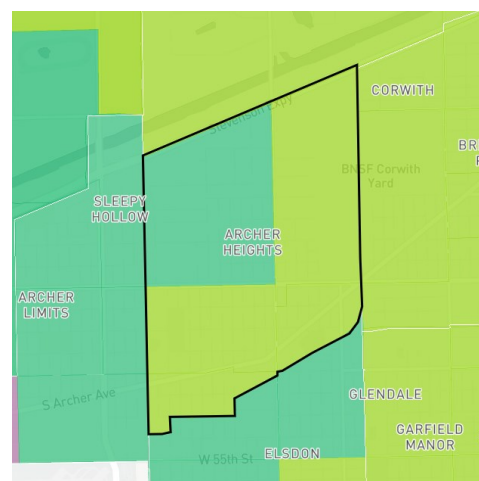 CORWITH
Stevenson Expy
BR
BNSF Corwith
Yard
SLEEPY
HOLLOW
ARCHER
HEIGHTS
ARCHER
LIMITS
S Archer Ave
GLENDALE
GARFIELD
MANOR
W 55th St
ELSDON